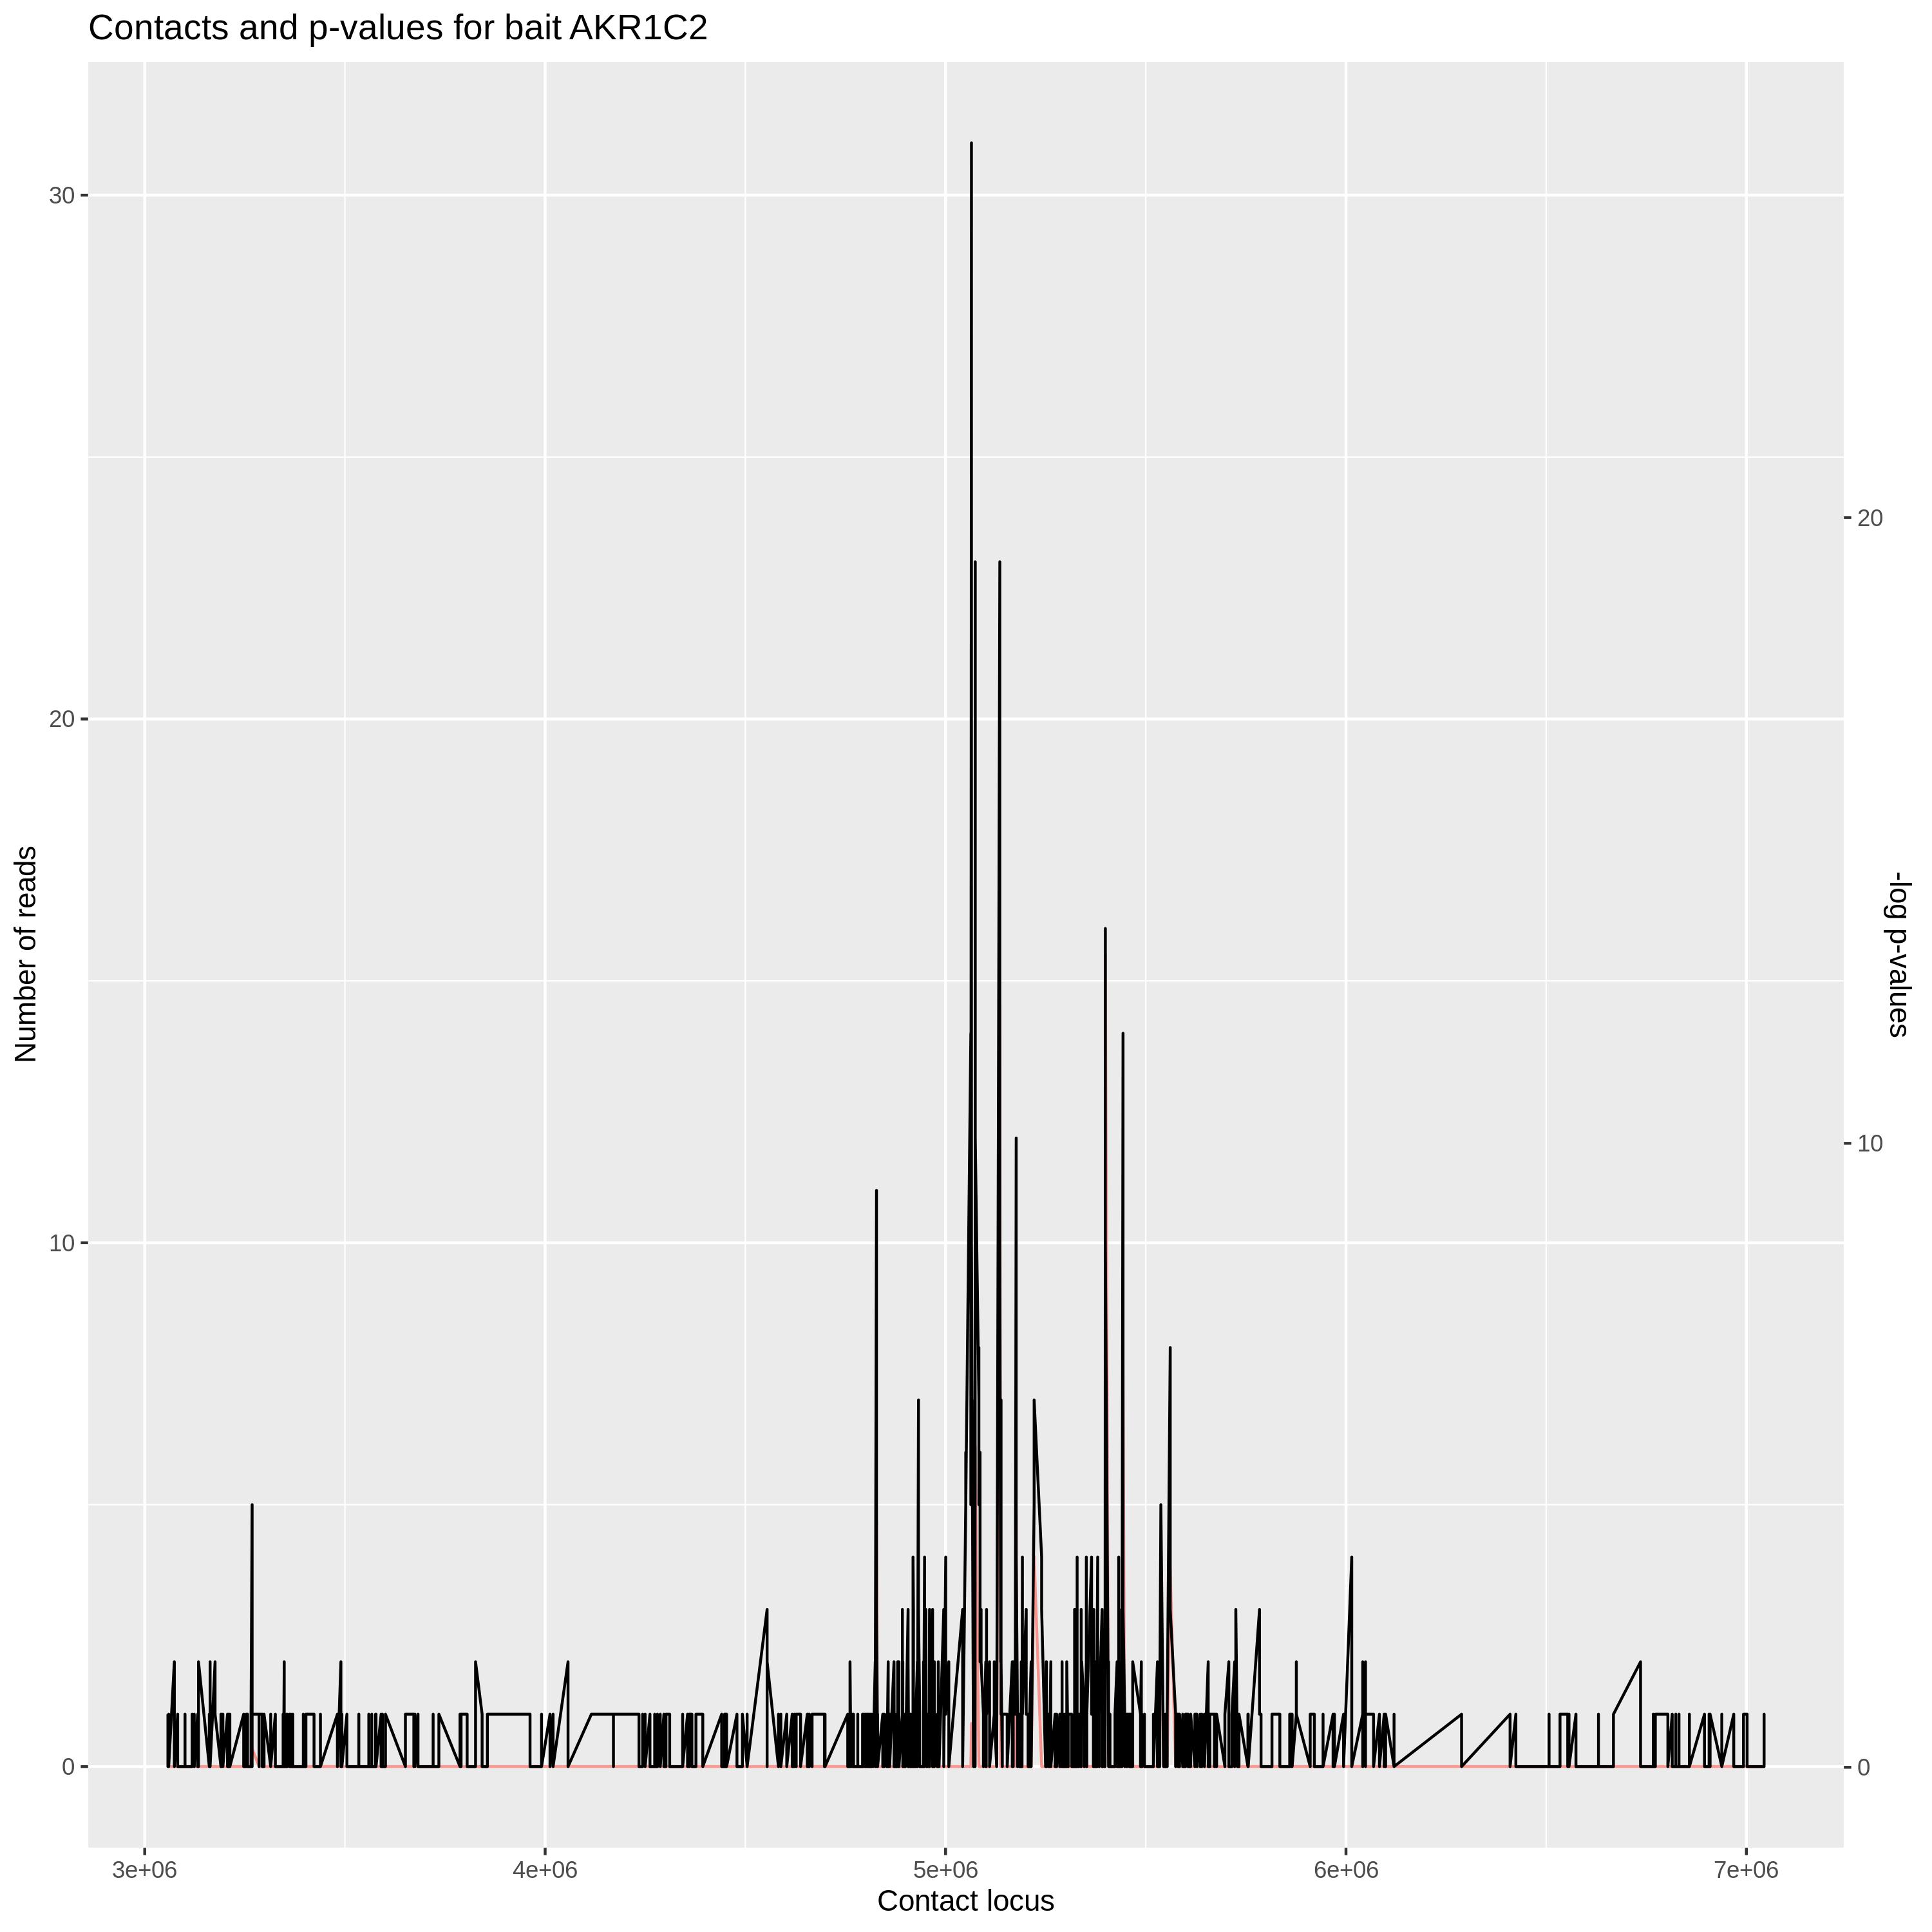 Contacts and p-values for bait AKR1C2
30
20
10
0
Number of reads
20
10
0
-log p-values
3e+06 4e+06 5e+06 6e+06 7e+06
Contact locus